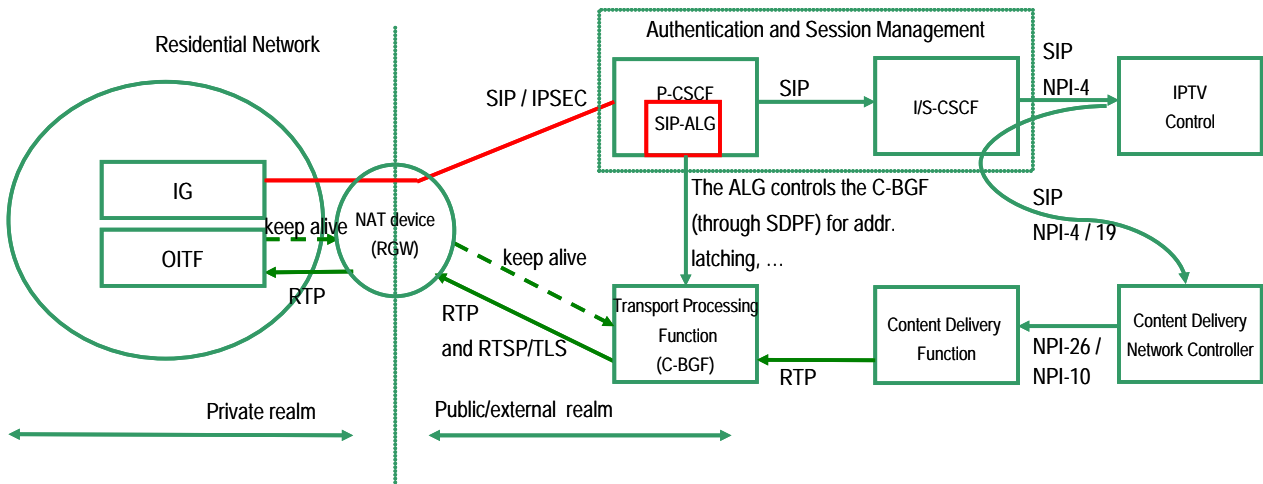 Residential Network
Authentication and Session Management
SIP / IPSEC
P-CSCF
SIP-ALG
SIP
I/S-CSCF
SIP
NPI-4
IPTV
Control
IG
OITF
keep alive
RTP
NAT device
(RGW)
keep alive
RTP
and RTSP/TLS
The ALG controls the C-BGF
(through SDPF) for addr.
latching, …
SIP
NPI-4 / 19
Transport Processing
Function
(C-BGF)
RTP
Content Delivery
Function
NPI-26 /
NPI-10
Content Delivery
Network Controller
Private realm
Public/external realm